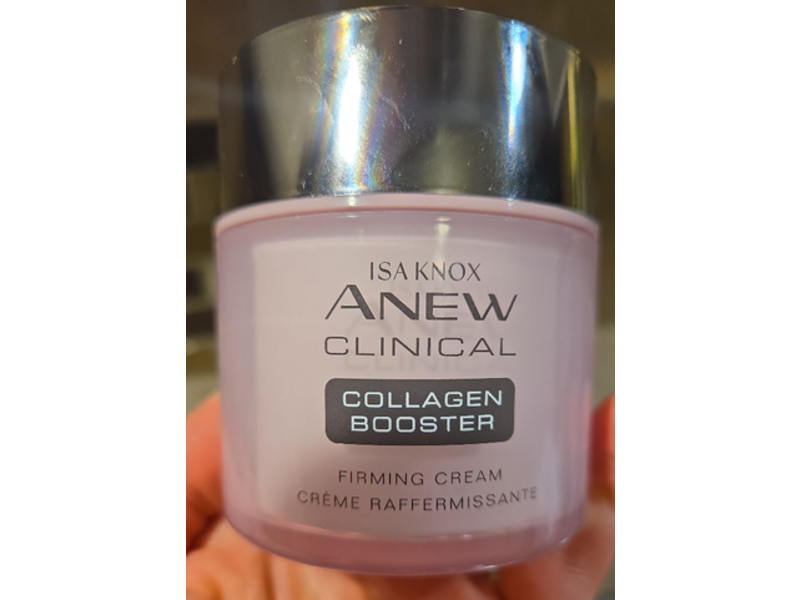 ISA KNOX
ANEW
CLINICAL
COLLAGEN
BOOSTER
FIRMING CREAM
CRÈME RAFFERMISSANTE